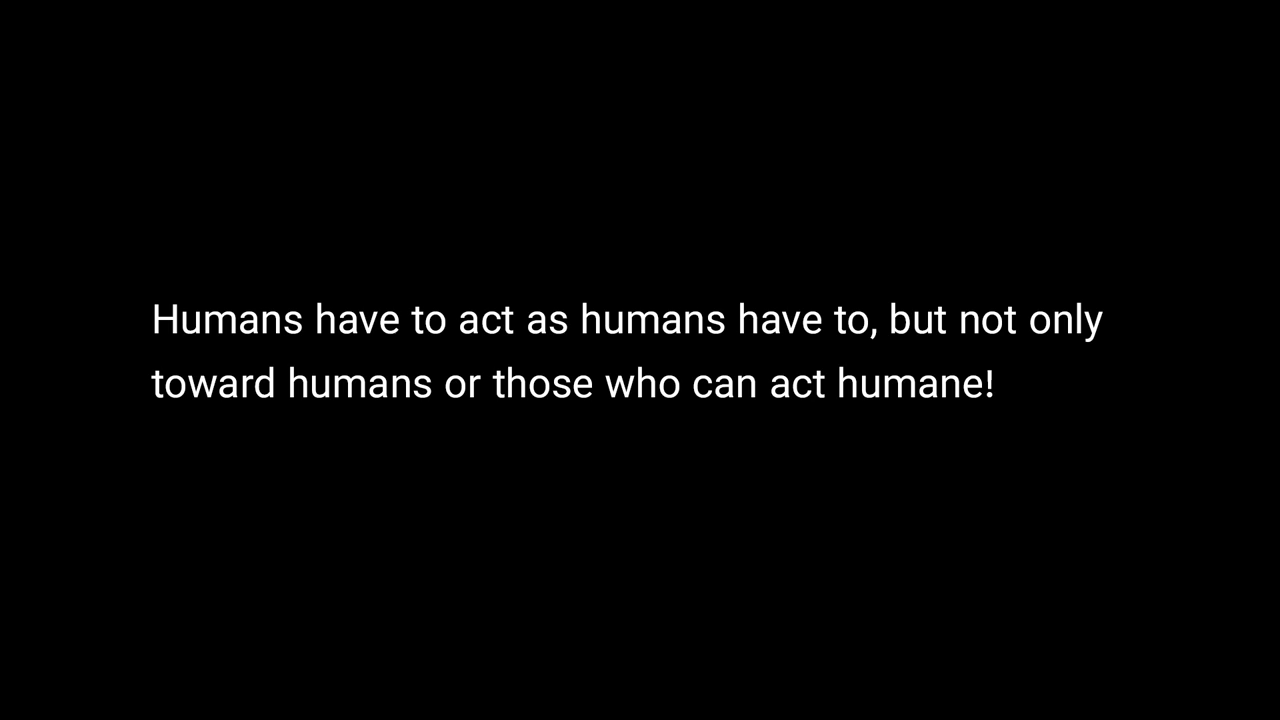 Humans have to act as humans have to, but not only
toward humans or those who can act humane!